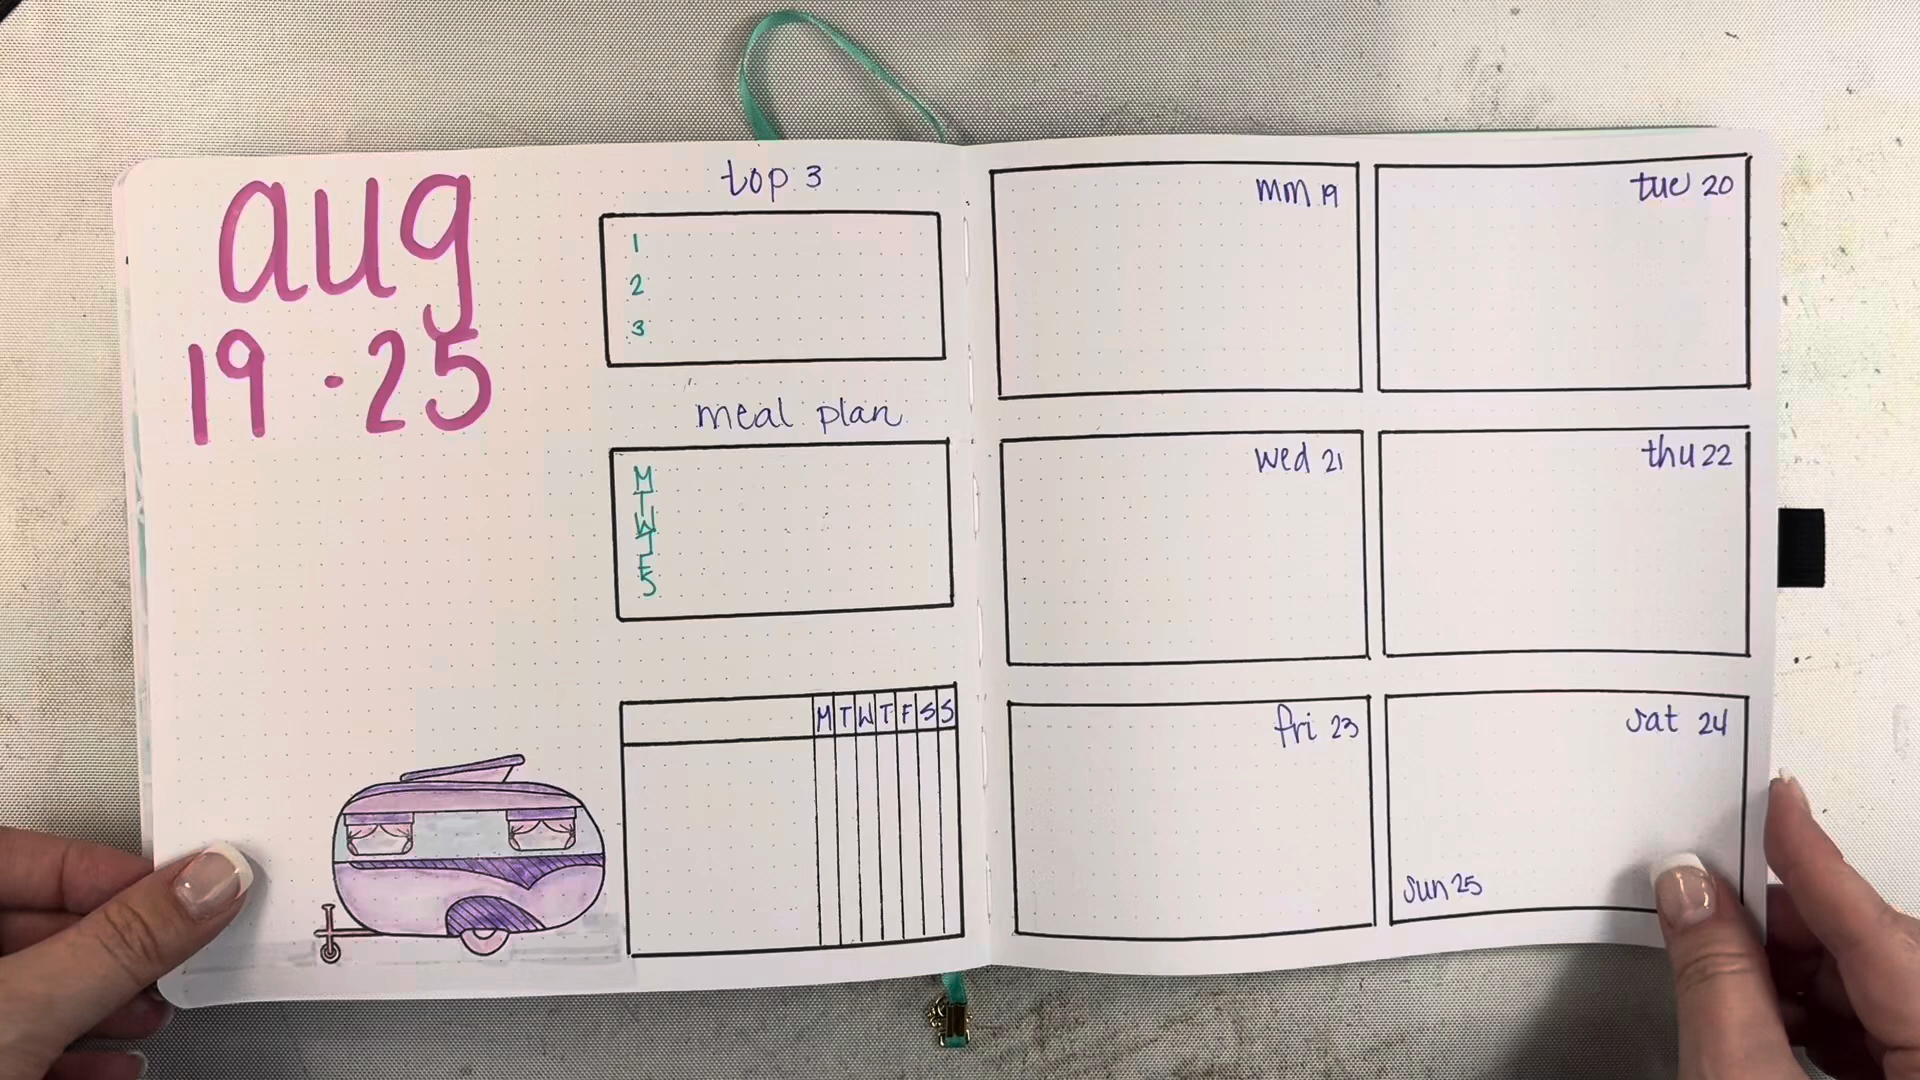 aug
19 · 25
top 3
1
2
3
meal plan
M
T
W
T
F
S
M T W T F S S
mn 19
tue 20
wed 21
thu 22
fri 23
sat 24
sun 25